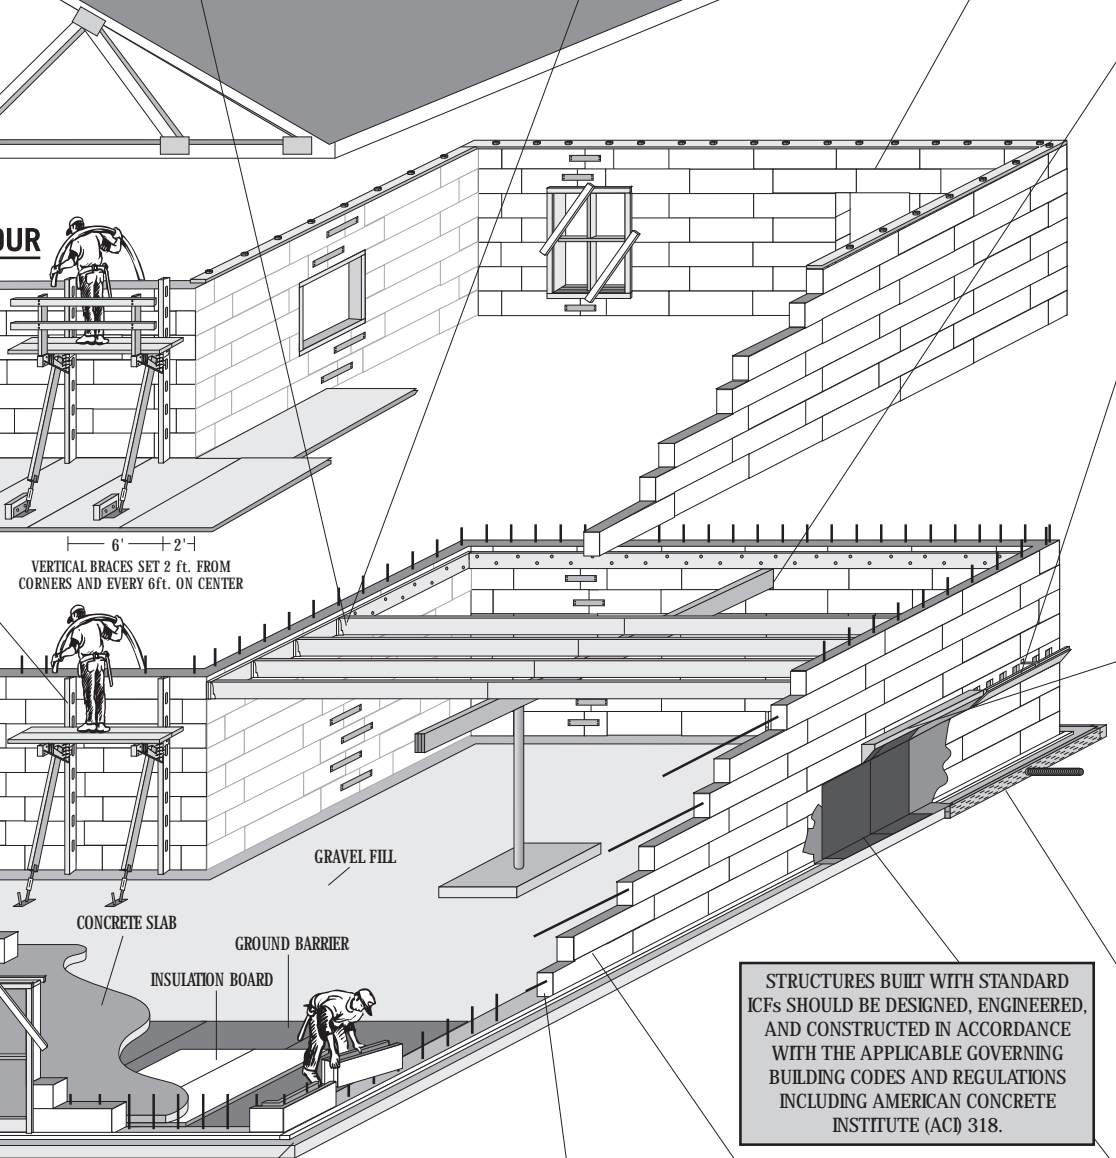 OUR
6' 2'
VERTICAL BRACES SET 2 ft. FROM
CORNERS AND EVERY 6ft. ON CENTER
GRAVEL FILL
CONCRETE SLAB
GROUND BARRIER
INSULATION BOARD
STRUCTURES BUILT WITH STANDARD
ICFs SHOULD BE DESIGNED, ENGINEERED,
AND CONSTRUCTED IN ACCORDANCE
WITH THE APPLICABLE GOVERNING
BUILDING CODES AND REGULATIONS
INCLUDING AMERICAN CONCRETE
INSTITUTE (ACI) 318.